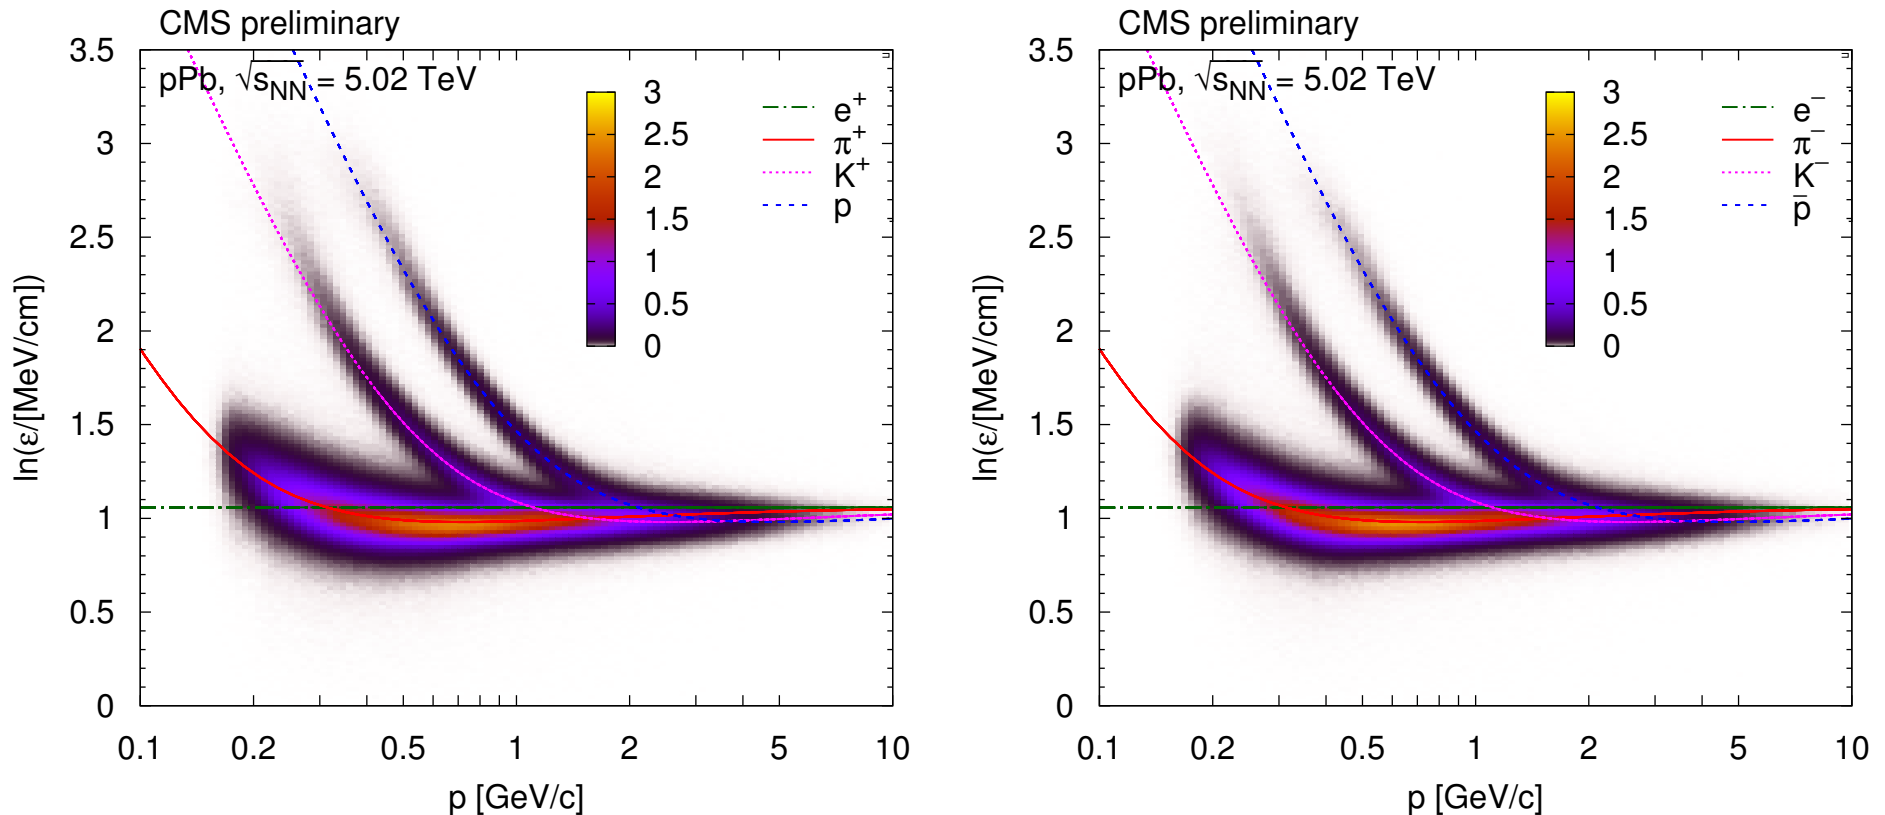 CMS preliminary
pPb, √sNN = 5.02 TeV
3.5
3
2.5
2
1.5
1
0.5
0
ln(ε/[MeV/cm])
0.1 0.2 0.5 1 2 5 10
p [GeV/c]
3
2.5
2
1.5
1
0.5
0
e⁺
π⁺
K⁺
p
CMS preliminary
pPb, √sNN = 5.02 TeV
3.5
3
2.5
2
1.5
1
0.5
0
ln(ε/[MeV/cm])
0.1 0.2 0.5 1 2 5 10
p [GeV/c]
3
2.5
2
1.5
1
0.5
0
e⁻
π⁻
K⁻
p̄